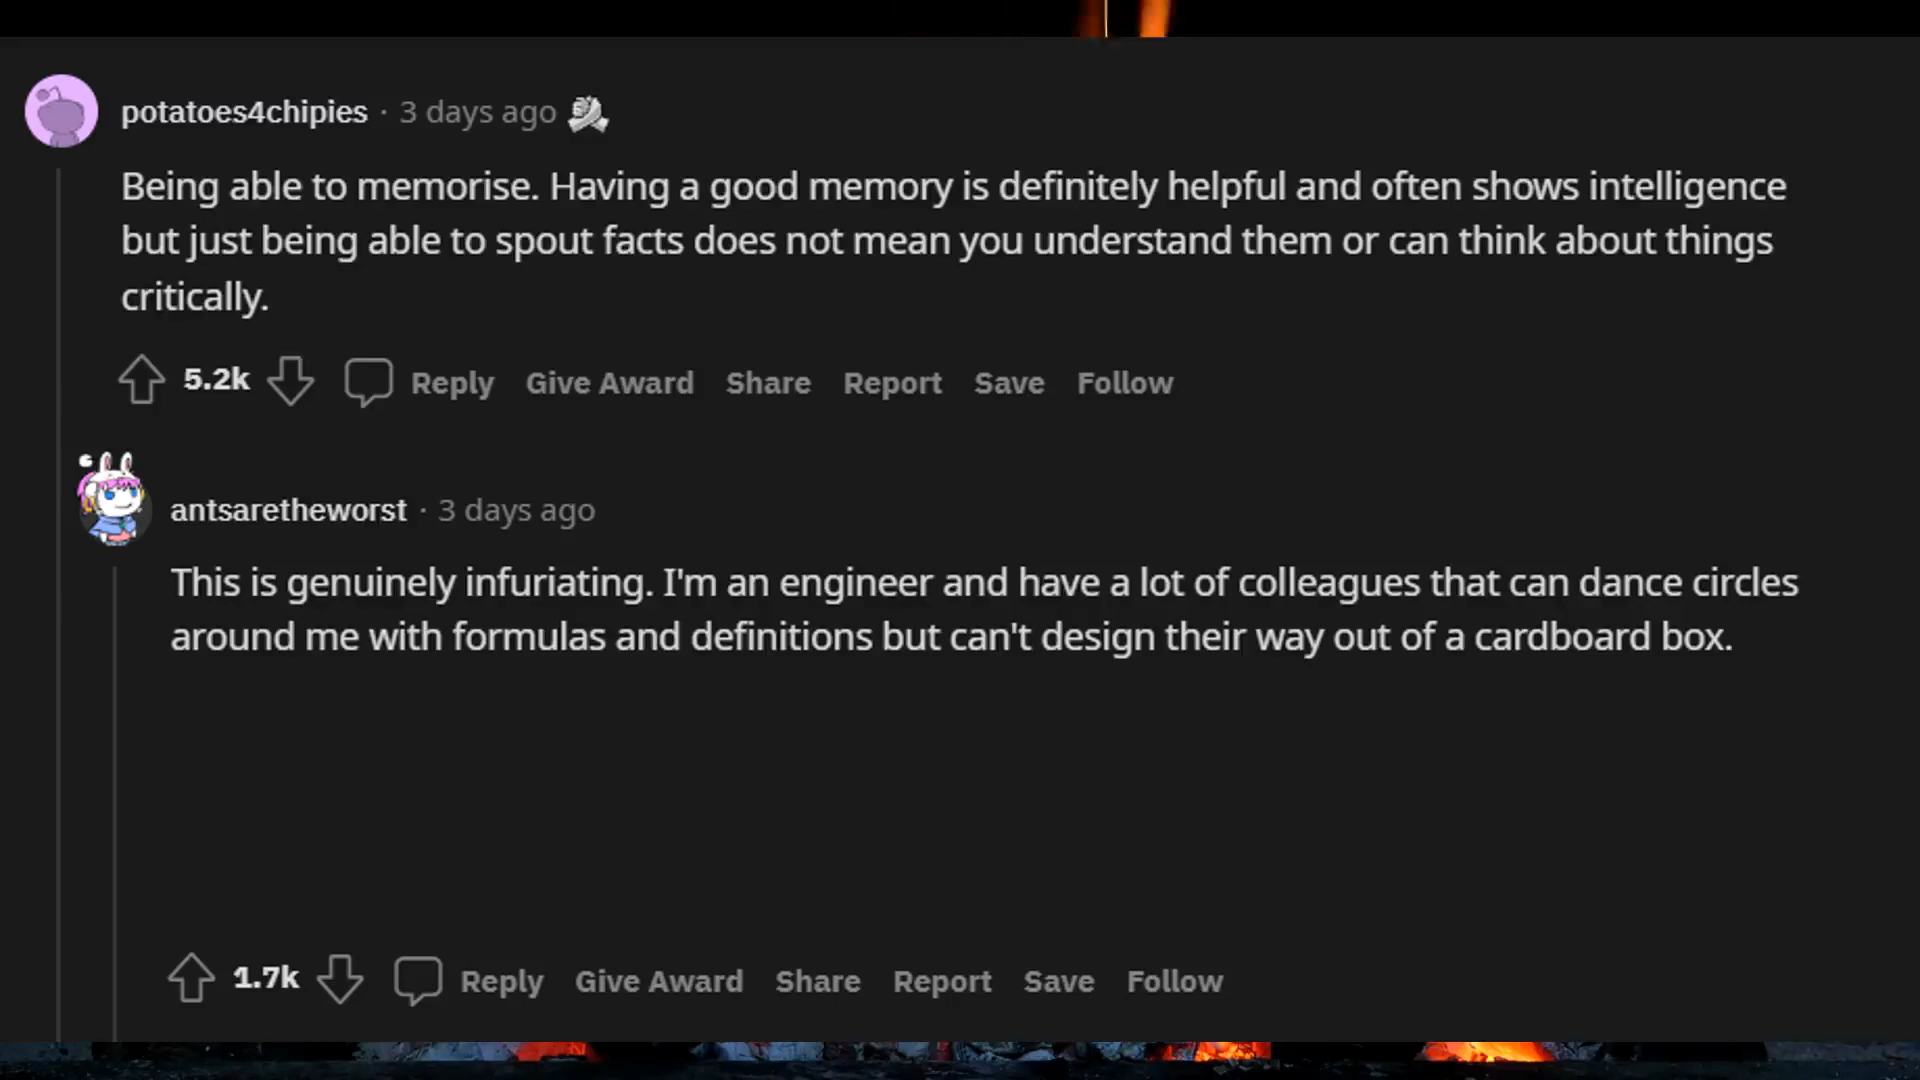 potatoes4chipies · 3 days ago
Being able to memorise. Having a good memory is definitely helpful and often shows intelligence
but just being able to spout facts does not mean you understand them or can think about things
critically.
5.2k Reply Give Award Share Report Save Follow
antsaretheworst · 3 days ago
This is genuinely infuriating. I'm an engineer and have a lot of colleagues that can dance circles
around me with formulas and definitions but can't design their way out of a cardboard box.
1.7k Reply Give Award Share Report Save Follow